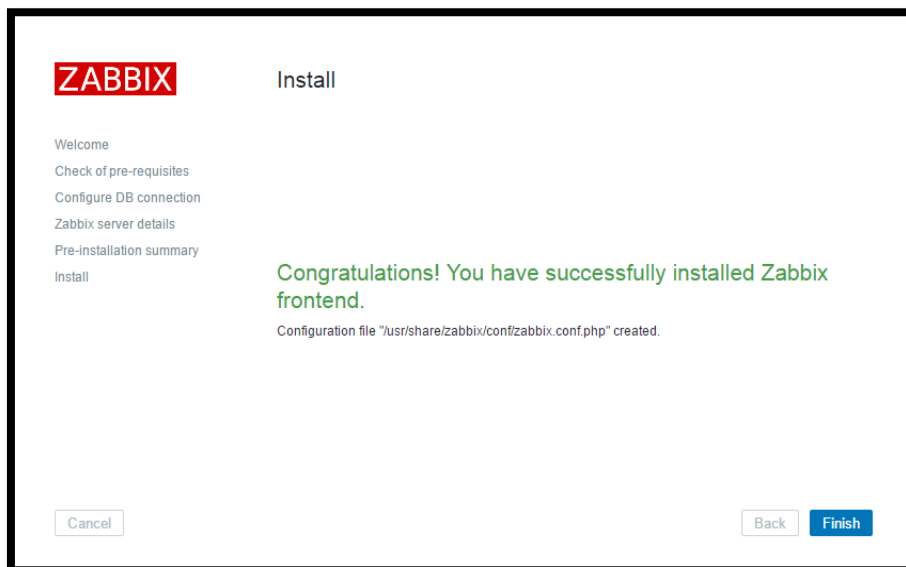 ZABBIX
Install
Welcome
Check of pre-requisites
Configure DB connection
Zabbix server details
Pre-installation summary
Install
Congratulations! You have successfully installed Zabbix
frontend.
Configuration file "/usr/share/zabbix/conf/zabbix.conf.php" created.
Cancel
Back
Finish